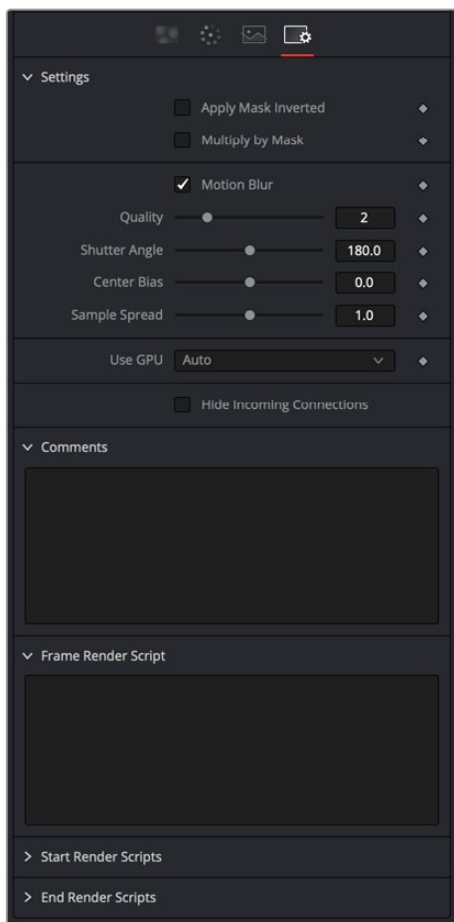 Settings
Apply Mask Inverted
Multiply by Mask
Motion Blur
Quality 2
Shutter Angle 180.0
Center Bias 0.0
Sample Spread 1.0
Use GPU Auto
Hide Incoming Connections
Comments
Frame Render Script
Start Render Scripts
End Render Scripts